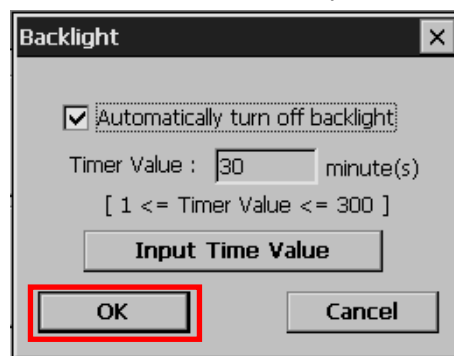 Backlight
Automatically turn off backlight
Timer Value : 30 minute(s)
[ 1 <= Timer Value <= 300 ]
Input Time Value
OK Cancel